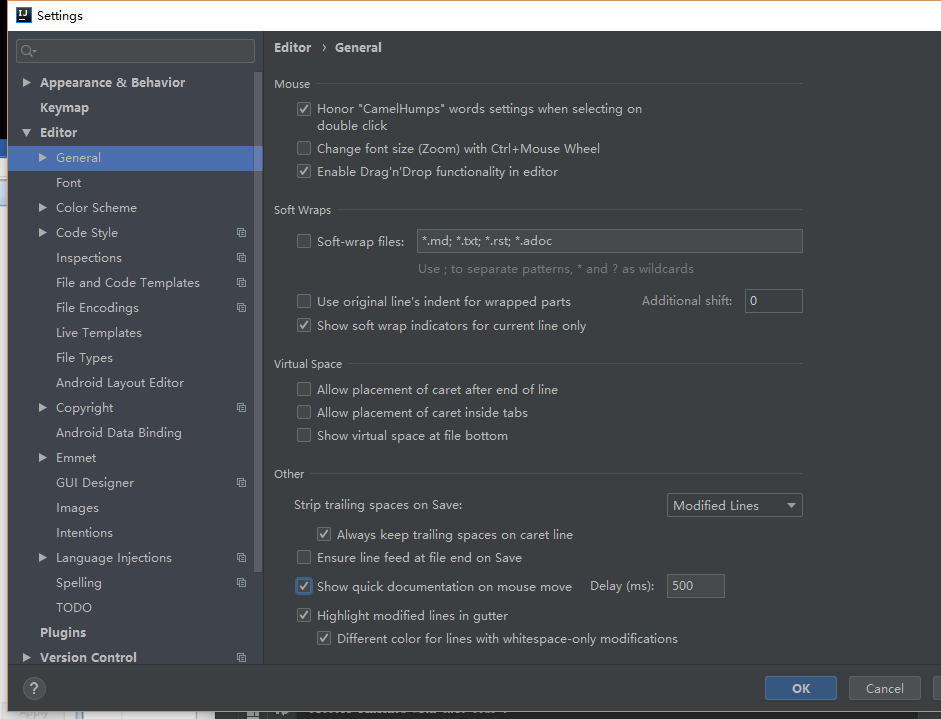 Settings
Appearance & Behavior
Keymap
Editor
General
Font
Color Scheme
Code Style
Inspections
File and Code Templates
File Encodings
Live Templates
File Types
Android Layout Editor
Copyright
Android Data Binding
Emmet
GUI Designer
Images
Intentions
Language Injections
Spelling
TODO
Plugins
Version Control
Editor › General
Mouse
Honor "CamelHumps" words settings when selecting on
double click
Change font size (Zoom) with Ctrl+Mouse Wheel
Enable Drag'n'Drop functionality in editor
Soft Wraps
Soft-wrap files: *.md; *.txt; *.rst; *.adoc
Use ; to separate patterns, * and ? as wildcards
Use original line's indent for wrapped parts Additional shift: 0
Show soft wrap indicators for current line only
Virtual Space
Allow placement of caret after end of line
Allow placement of caret inside tabs
Show virtual space at file bottom
Other
Strip trailing spaces on Save: Modified Lines
Always keep trailing spaces on caret line
Ensure line feed at file end on Save
Show quick documentation on mouse move Delay (ms): 500
Highlight modified lines in gutter
Different color for lines with whitespace-only modifications
? OK Cancel